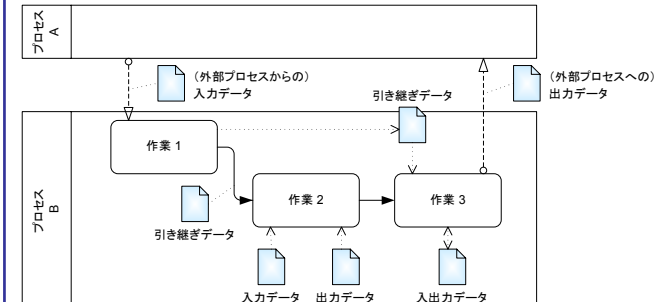 プロセス
A
(外部プロセスからの)
入力データ
(外部プロセスへの)
出力データ
引き継ぎデータ
プロセス
B
作業 1
作業 2
作業 3
引き継ぎデータ
入力データ
出力データ
入出力データ